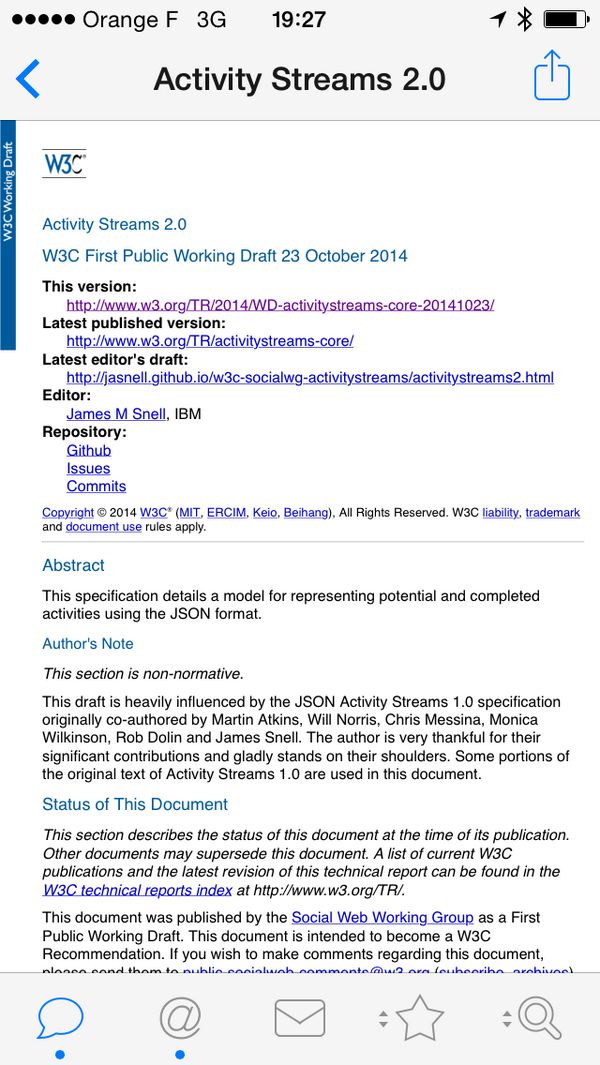 Orange F 3G 19:27
Activity Streams 2.0
W3C Working Draft
W3C®
Activity Streams 2.0
W3C First Public Working Draft 23 October 2014
This version:
http://www.w3.org/TR/2014/WD-activitystreams-core-20141023/
Latest published version:
http://www.w3.org/TR/activitystreams-core/
Latest editor's draft:
http://jasnell.github.io/w3c-socialwg-activitystreams/activitystreams2.html
Editor:
James M Snell, IBM
Repository:
Github
Issues
Commits
Copyright © 2014 W3C® (MIT, ERCIM, Keio, Beihang), All Rights Reserved. W3C liability, trademark
and document use rules apply.
Abstract
This specification details a model for representing potential and completed
activities using the JSON format.
Author's Note
This section is non-normative.
This draft is heavily influenced by the JSON Activity Streams 1.0 specification
originally co-authored by Martin Atkins, Will Norris, Chris Messina, Monica
Wilkinson, Rob Dolin and James Snell. The author is very thankful for their
significant contributions and gladly stands on their shoulders. Some portions of
the original text of Activity Streams 1.0 are used in this document.
Status of This Document
This section describes the status of this document at the time of its publication.
Other documents may supersede this document. A list of current W3C
publications and the latest revision of this technical report can be found in the
W3C technical reports index at http://www.w3.org/TR/.
This document was published by the Social Web Working Group as a First
Public Working Draft. This document is intended to become a W3C
Recommendation. If you wish to make comments regarding this document,
please send them to public-socialweb-comments@w3.org (subscribe, archives)